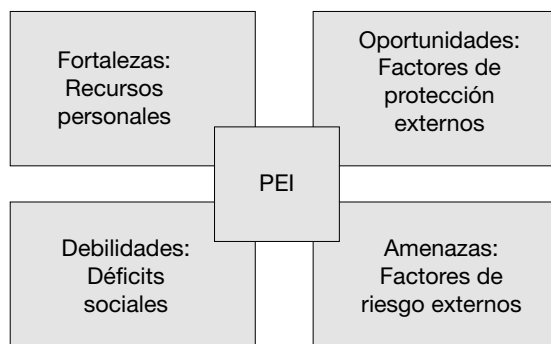 Fortalezas:
Recursos
personales
Oportunidades:
Factores de
protección
externos
PEI
Debilidades:
Déficits
sociales
Amenazas:
Factores de
riesgo externos